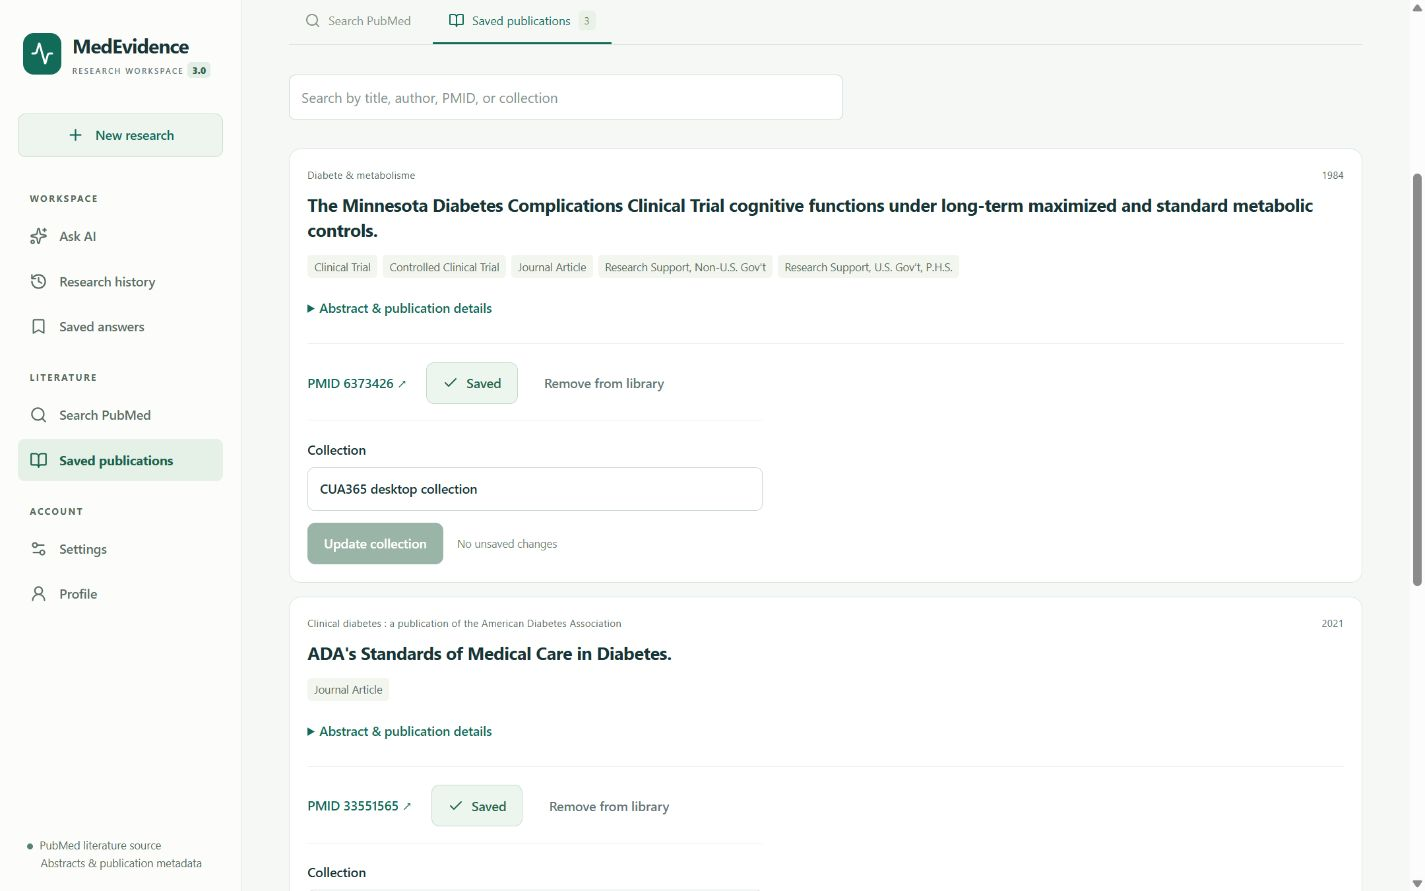 MedEvidence
RESEARCH WORKSPACE 3.0
New research
WORKSPACE
Ask AI
Research history
Saved answers
LITERATURE
Search PubMed
Saved publications
ACCOUNT
Settings
Profile
PubMed literature source
Abstracts & publication metadata
Search PubMed
Saved publications 3
Search by title, author, PMID, or collection
Diabete & metabolisme 1984
The Minnesota Diabetes Complications Clinical Trial cognitive functions under long-term maximized and standard metabolic
controls.
Clinical Trial Controlled Clinical Trial Journal Article Research Support, Non-U.S. Gov't Research Support, U.S. Gov't, P.H.S.
▶ Abstract & publication details
PMID 6373426 ↗ Saved Remove from library
Collection
CUA365 desktop collection
Update collection No unsaved changes
Clinical diabetes : a publication of the American Diabetes Association 2021
ADA's Standards of Medical Care in Diabetes.
Journal Article
▶ Abstract & publication details
PMID 33551565 ↗ Saved Remove from library
Collection